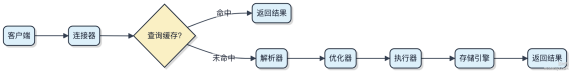 客户端
连接器
查询缓存?
命中
返回结果
未命中
解析器
优化器
执行器
存储引擎
返回结果